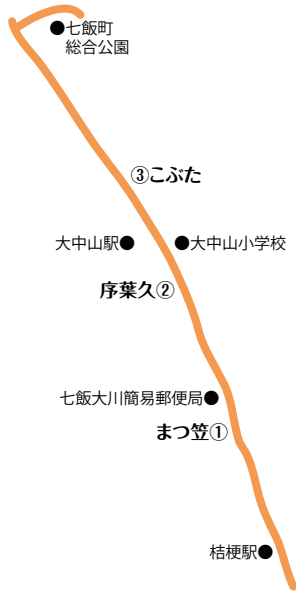 ●七飯町
総合公園
③こぶた
大中山駅●
●大中山小学校
序葉久②
七飯大川簡易郵便局●
まつ笠①
桔梗駅●